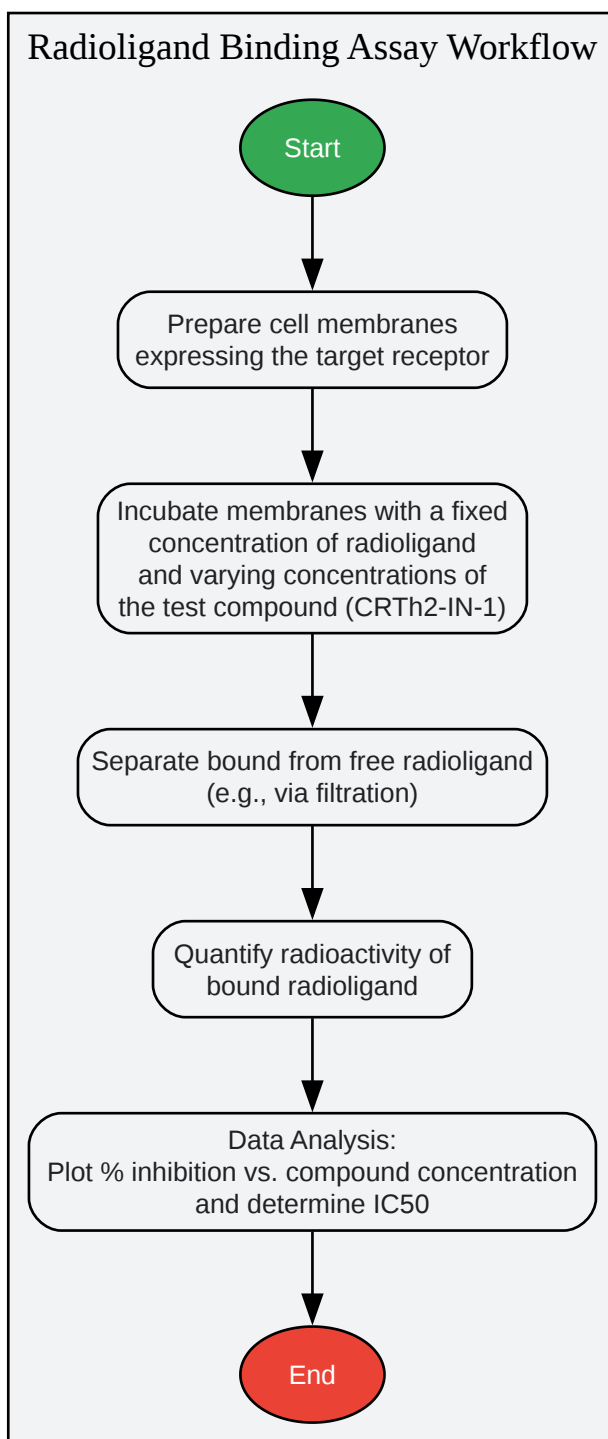 Radioligand Binding Assay Workflow
Start
Prepare cell membranes
expressing the target receptor
Incubate membranes with a fixed
concentration of radioligand
and varying concentrations of
the test compound (CRTh2-IN-1)
Separate bound from free radioligand
(e.g., via filtration)
Quantify radioactivity of
bound radioligand
Data Analysis:
Plot % inhibition vs. compound concentration
and determine IC50
End